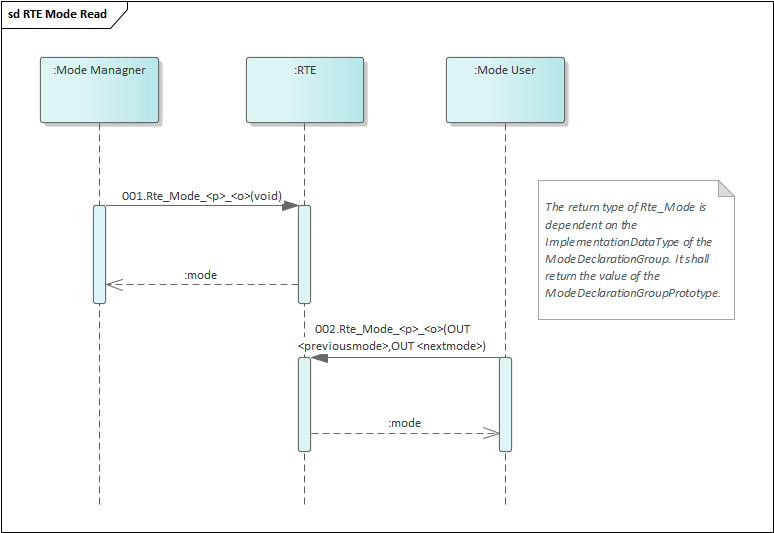 sd RTE Mode Read
:Mode Managner
:RTE
:Mode User
001.Rte_Mode_<p>_<o>(void)
The return type of Rte_Mode is
dependent on the
ImplementationDataType of the
ModeDeclarationGroup. It shall
return the value of the
ModeDeclarationGroupPrototype.
:mode
002.Rte_Mode_<p>_<o>(OUT
<previousmode>,OUT <nextmode>)
:mode